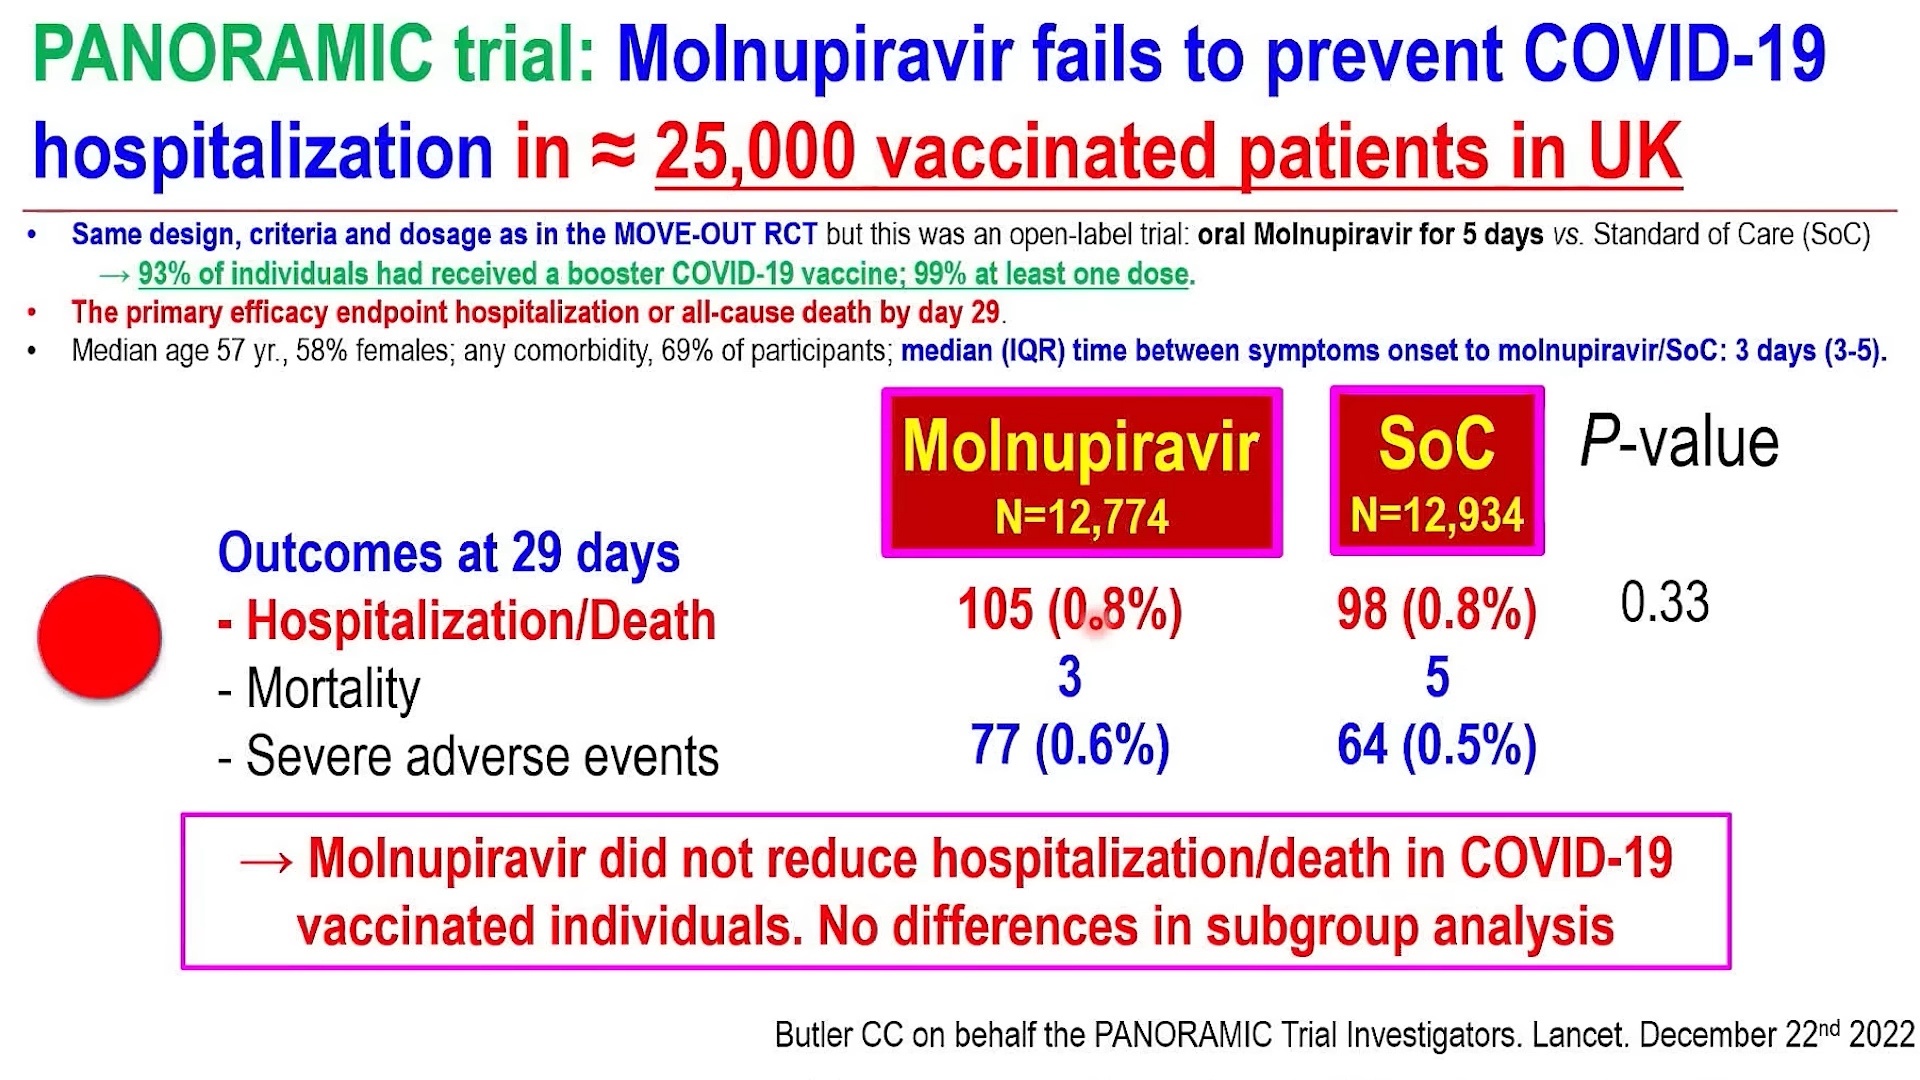 PANORAMIC trial: Molnupiravir fails to prevent COVID-19
hospitalization in ≈ 25,000 vaccinated patients in UK
• Same design, criteria and dosage as in the MOVE-OUT RCT but this was an open-label trial: oral Molnupiravir for 5 days vs. Standard of Care (SoC)
→ 93% of individuals had received a booster COVID-19 vaccine; 99% at least one dose.
• The primary efficacy endpoint hospitalization or all-cause death by day 29.
• Median age 57 yr., 58% females; any comorbidity, 69% of participants; median (IQR) time between symptoms onset to molnupiravir/SoC: 3 days (3-5).
Molnupiravir SoC P-value
N=12,774 N=12,934
Outcomes at 29 days
- Hospitalization/Death 105 (0.8%) 98 (0.8%) 0.33
- Mortality 3 5
- Severe adverse events 77 (0.6%) 64 (0.5%)
→ Molnupiravir did not reduce hospitalization/death in COVID-19
vaccinated individuals. No differences in subgroup analysis
Butler CC on behalf the PANORAMIC Trial Investigators. Lancet. December 22nd 2022